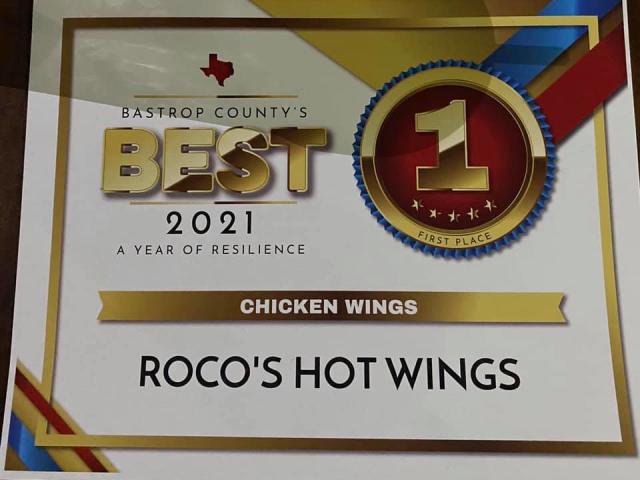 BASTROP COUNTY'S
BEST
2021
A YEAR OF RESILIENCE
1
FIRST PLACE
CHICKEN WINGS
ROCO'S HOT WINGS